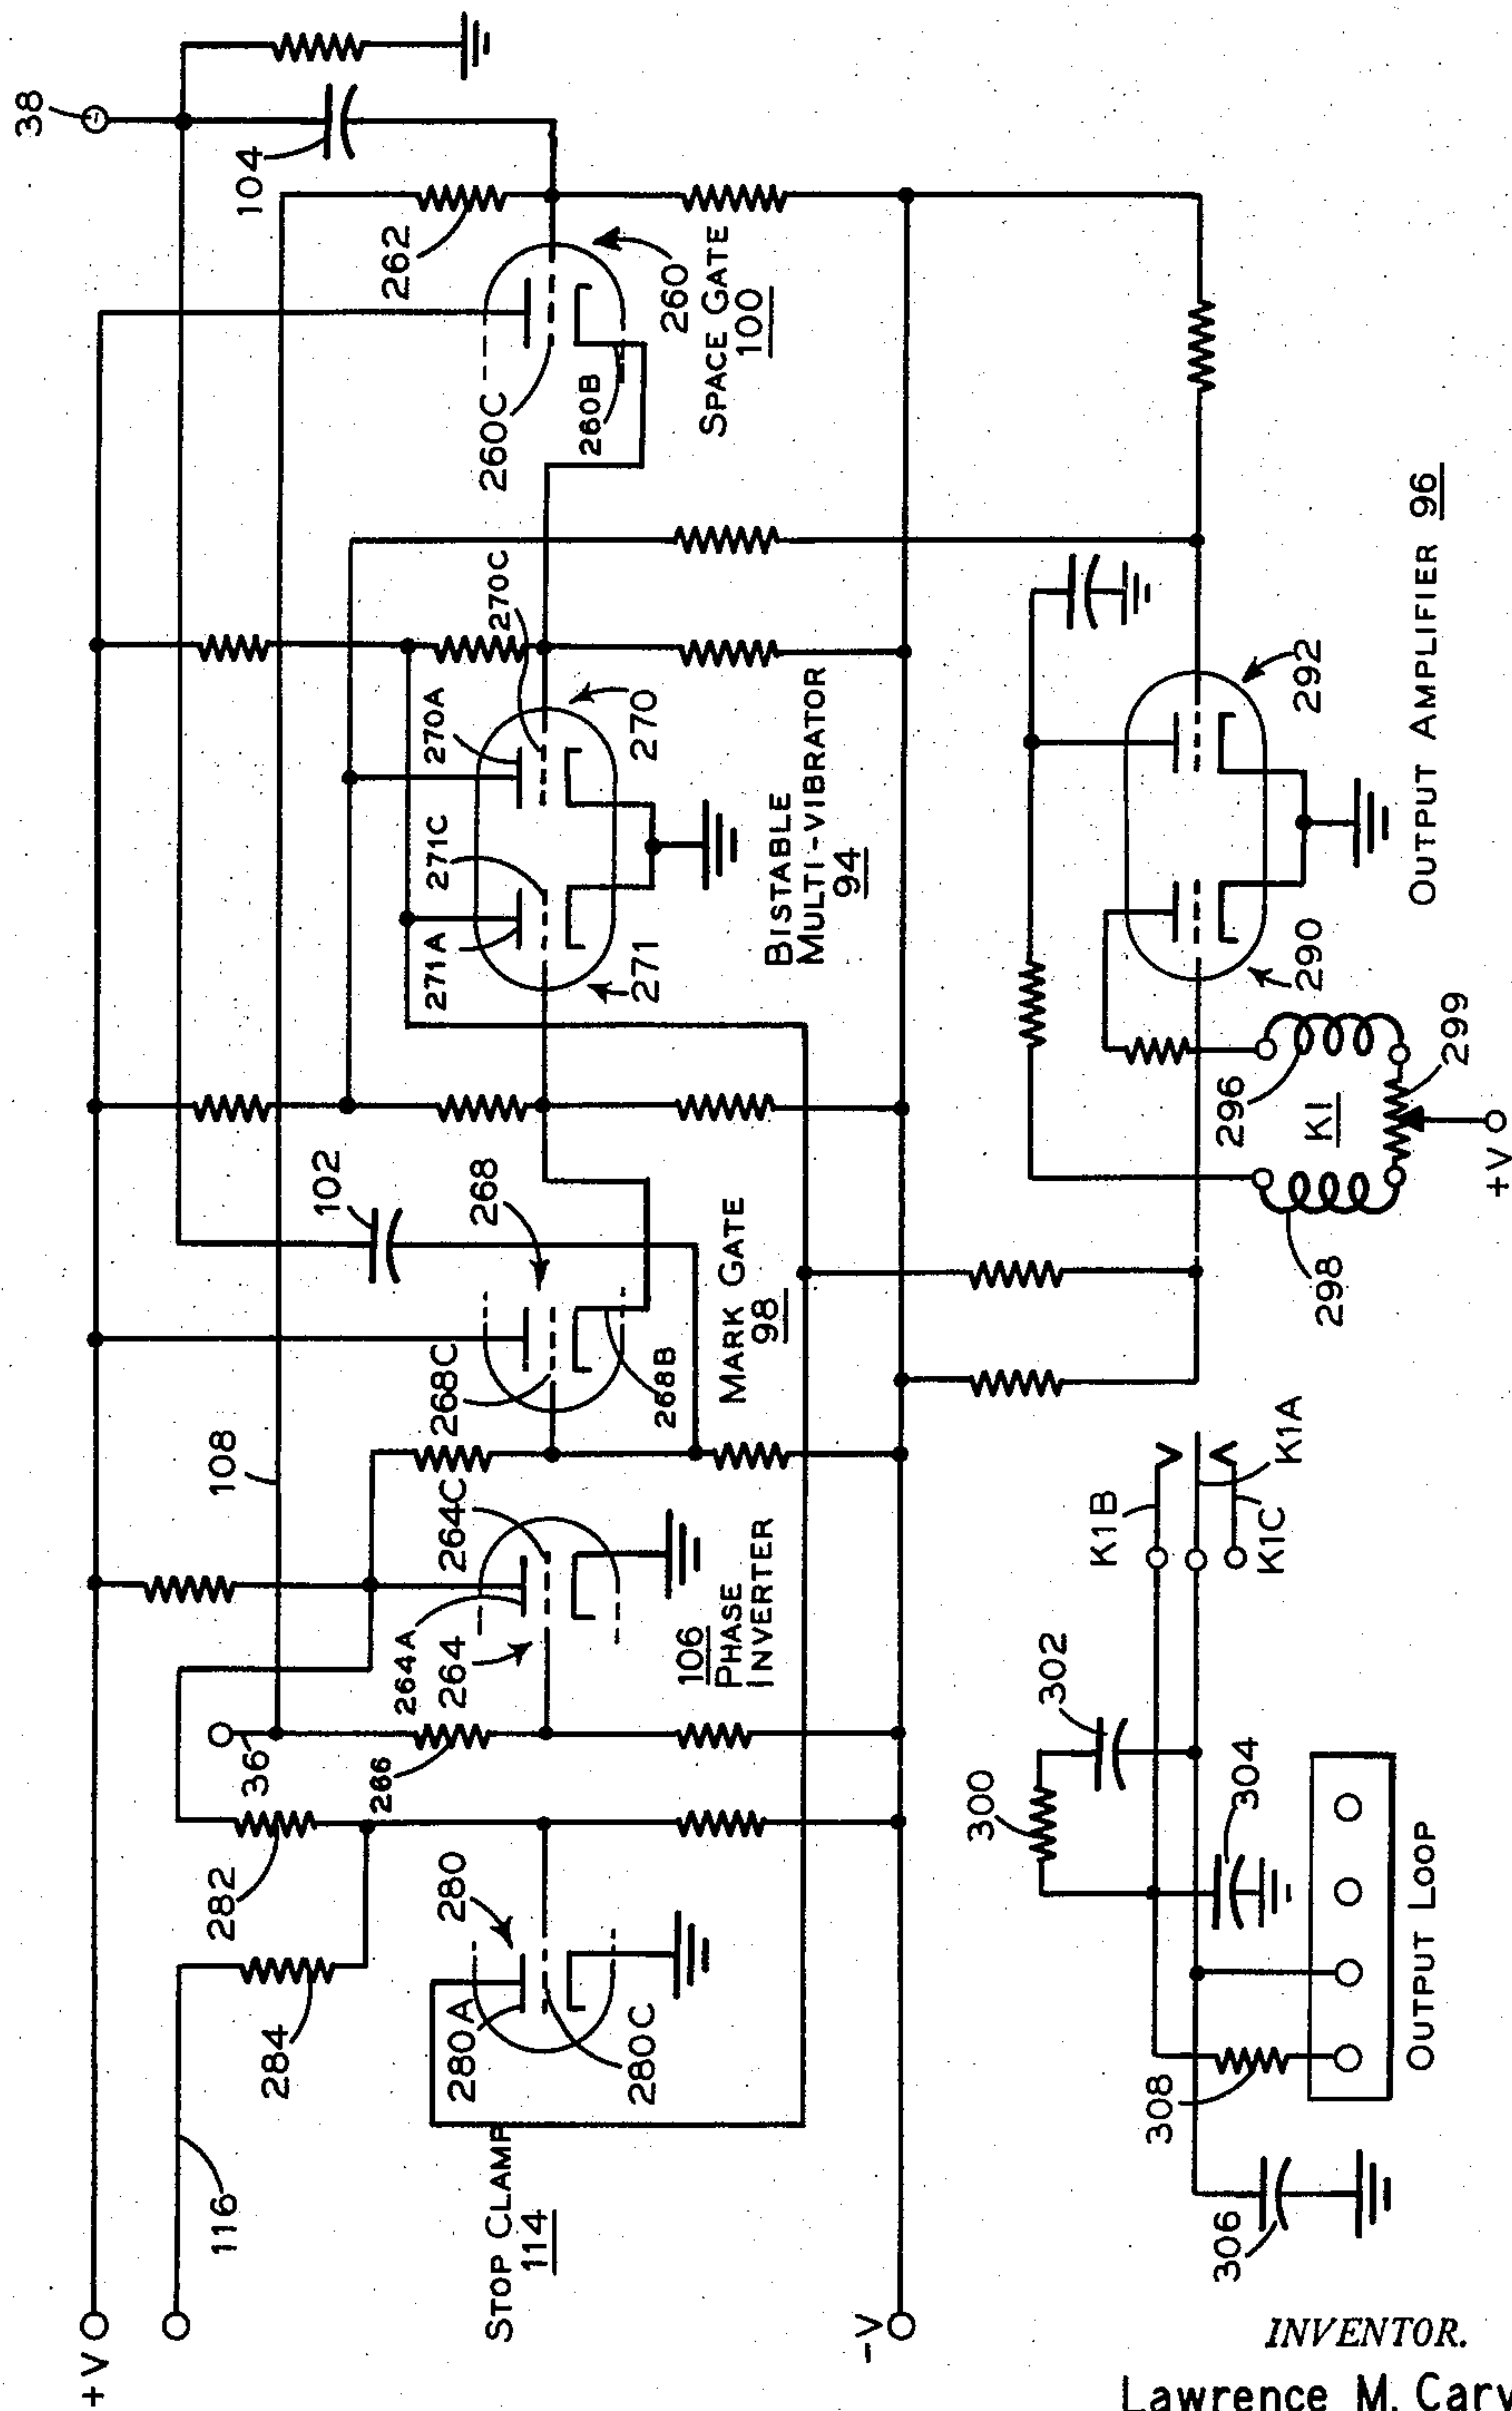 +V
116
284
282
STOP CLAMP
114
280A
280
280C
-V
36
266
108
264A
264
264C
106
PHASE
INVERTER
268C
268
268B
MARK GATE
98
102
271A
271C
271
270A
270C
270
BISTABLE
MULTI-VIBRATOR
94
38
104
262
260C
260B
260
SPACE GATE
100
306
308
OUTPUT LOOP
304
300
302
K1B
K1A
K1C
298
296
K1
299
+V
290
292
OUTPUT AMPLIFIER 96
INVENTOR.
Lawrence M. Carv